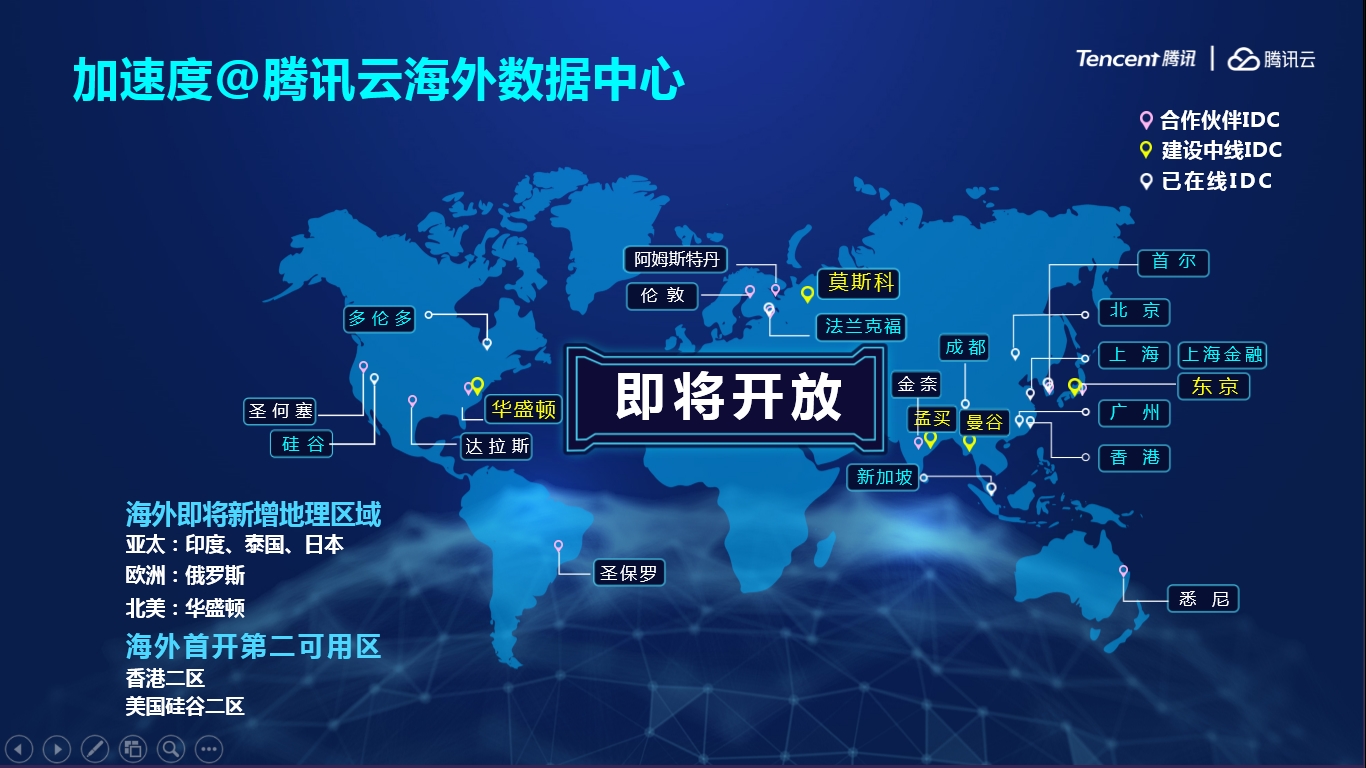 加速度@腾讯云海外数据中心
Tencent 腾讯 | 腾讯云
合作伙伴IDC
建设中线IDC
已在线IDC
阿姆斯特丹
伦敦
莫斯科
法兰克福
首尔
北京
上海
上海金融
东京
广州
香港
成都
金奈
孟买
曼谷
新加坡
多伦多
圣何塞
硅谷
华盛顿
达拉斯
即将开放
圣保罗
悉尼
海外即将新增地理区域
亚太：印度、泰国、日本
欧洲：俄罗斯
北美：华盛顿
海外首开第二可用区
香港二区
美国硅谷二区